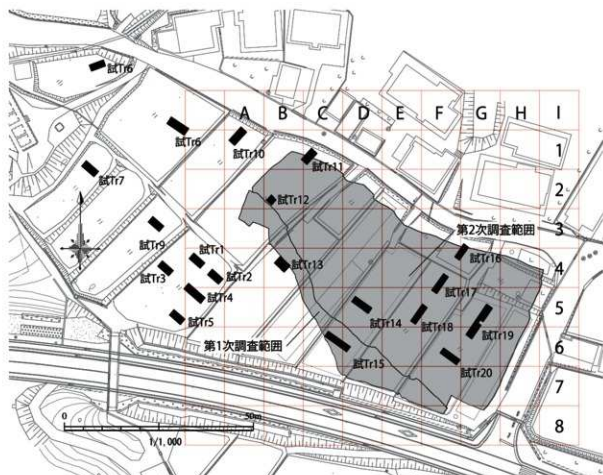 試Tr6
A B C D E F G H I
試Tr6
試Tr10
1
試Tr11
試Tr7
2
試Tr12
3
第2次調査範囲
試Tr9
試Tr16
試Tr1
試Tr13
4
試Tr3
試Tr2
試Tr17
試Tr4
5
試Tr14
試Tr18
試Tr5
試Tr19
第1次調査範囲
試Tr15
6
試Tr20
7
0 50m
8
1/1,000